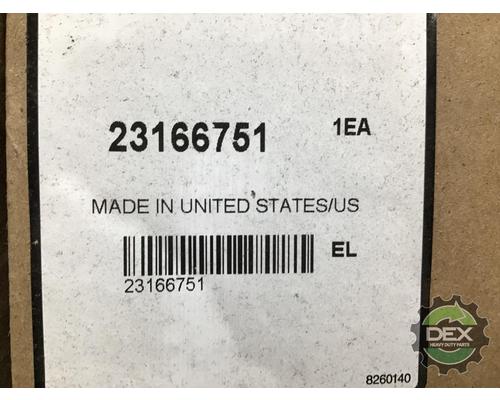 23166751 1EA
MADE IN UNITED STATES/US
EL
23166751
8260140
DEX
HEAVY DUTY PARTS